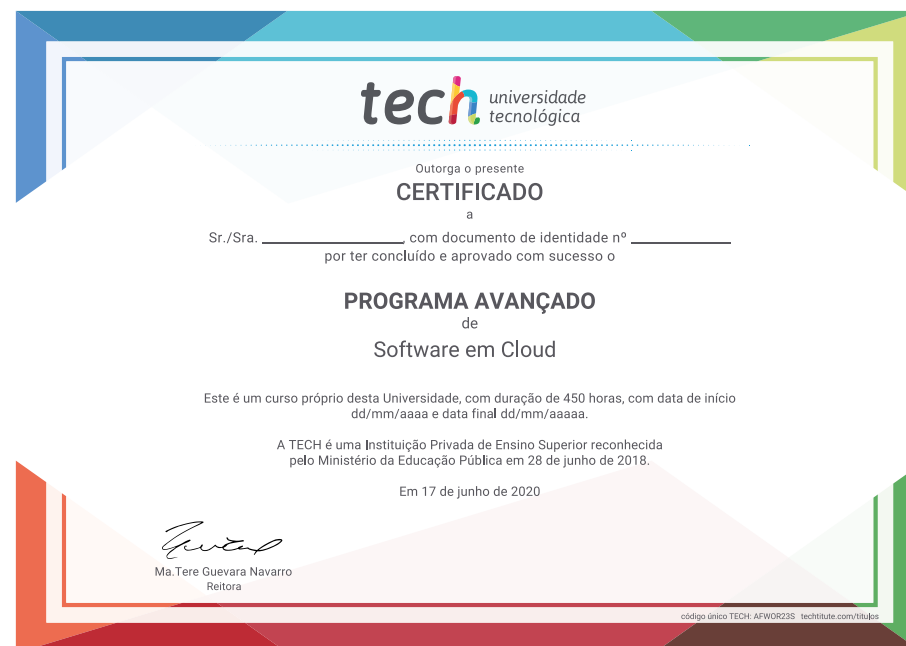 tech universidade
tecnológica
Outorga o presente
CERTIFICADO
a
Sr./Sra. ____________, com documento de identidade nº ____________
por ter concluído e aprovado com sucesso o
PROGRAMA AVANÇADO
de
Software em Cloud
Este é um curso próprio desta Universidade, com duração de 450 horas, com data de início
dd/mm/aaaa e data final dd/mm/aaaaa.
A TECH é uma Instituição Privada de Ensino Superior reconhecida
pelo Ministério da Educação Pública em 28 de junho de 2018.
Em 17 de junho de 2020
Ma.Tere Guevara Navarro
Reitora
código único TECH: AFWOR23S techtitute.com/titulos